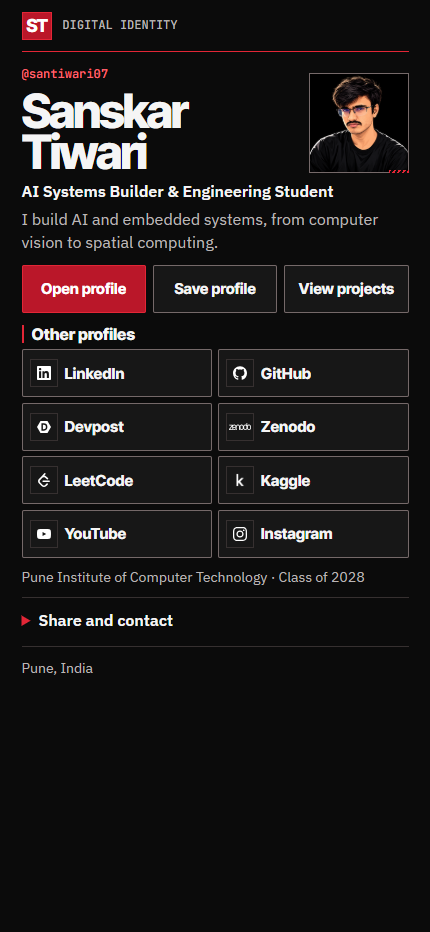 ST DIGITAL IDENTITY
@santiwari07
Sanskar
Tiwari
AI Systems Builder & Engineering Student
I build AI and embedded systems, from computer
vision to spatial computing.
Open profile Save profile View projects
Other profiles
LinkedIn GitHub
Devpost zenodo Zenodo
LeetCode k Kaggle
YouTube Instagram
Pune Institute of Computer Technology · Class of 2028
Share and contact
Pune, India